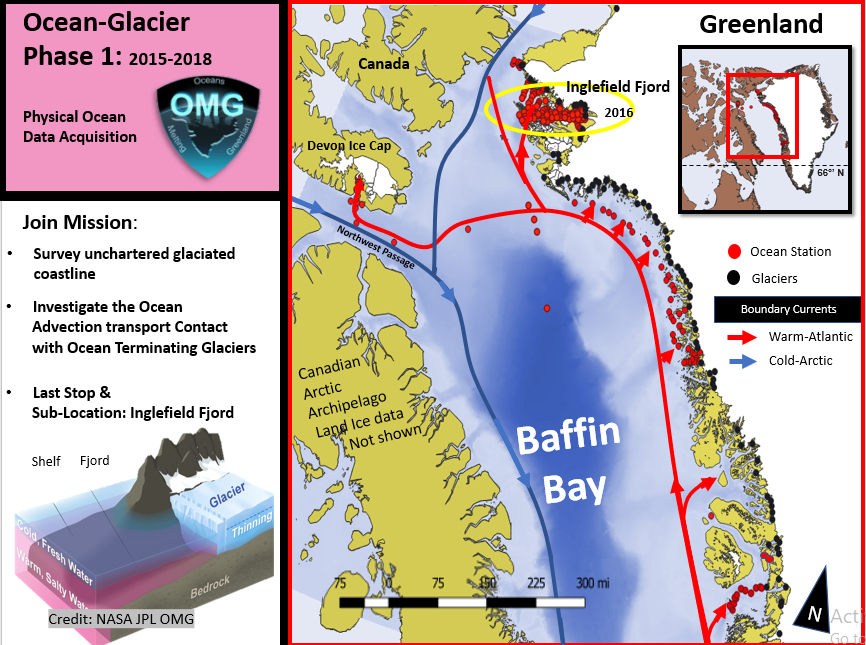 Ocean-Glacier
Phase 1: 2015-2018
Physical Ocean
Data Acquisition
Oceans
OMG
Melting
Greenland
Join Mission:
• Survey unchartered glaciated
coastline
• Investigate the Ocean
Advection transport Contact
with Ocean Terminating Glaciers
• Last Stop &
Sub-Location: Inglefield Fjord
Shelf
Fjord
Glacier
Thinning
Cold, Fresh Water
Warm, Salty Water
Bedrock
Credit: NASA JPL OMG
Canada
Inglefield Fjord
2016
Devon Ice Cap
Northwest Passage
Canadian
Arctic
Archipelago
Land Ice data
Not shown
Baffin
Bay
75 0 75 150 225 300 mi
Greenland
66°' N
Ocean Station
Glaciers
Boundary Currents
Warm-Atlantic
Cold-Arctic
N
Acti
Go to